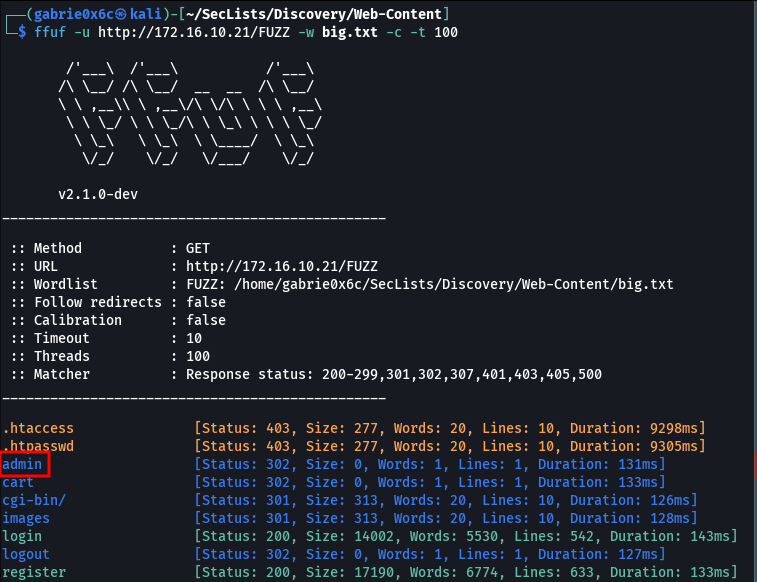 (gabrie0x6c㉿kali)-[~/SecLists/Discovery/Web-Content]
$ ffuf -u http://172.16.10.21/FUZZ -w big.txt -c -t 100
        /'___\  /'___\           /'___\
       /\ \__/ /\ \__/  __  __  /\ \__/
       \ \ ,__\\ \ ,__\/\ \/\ \ \ \ ,__\
        \ \ \_/ \ \ \_/\ \ \_\ \ \ \ \_/
         \ \_\   \ \_\  \ \____/  \ \_\
          \/_/    \/_/   \/___/    \/_/
v2.1.0-dev
________________________________________________
:: Method : GET
:: URL : http://172.16.10.21/FUZZ
:: Wordlist : FUZZ: /home/gabrie0x6c/SecLists/Discovery/Web-Content/big.txt
:: Follow redirects : false
:: Calibration : false
:: Timeout : 10
:: Threads : 100
:: Matcher : Response status: 200-299,301,302,307,401,403,405,500
________________________________________________
.htaccess [Status: 403, Size: 277, Words: 20, Lines: 10, Duration: 9298ms]
.htpasswd [Status: 403, Size: 277, Words: 20, Lines: 10, Duration: 9305ms]
admin [Status: 302, Size: 0, Words: 1, Lines: 1, Duration: 131ms]
cart [Status: 302, Size: 0, Words: 1, Lines: 1, Duration: 133ms]
cgi-bin/ [Status: 301, Size: 313, Words: 20, Lines: 10, Duration: 126ms]
images [Status: 301, Size: 313, Words: 20, Lines: 10, Duration: 128ms]
login [Status: 200, Size: 14002, Words: 5530, Lines: 542, Duration: 143ms]
logout [Status: 302, Size: 0, Words: 1, Lines: 1, Duration: 127ms]
register [Status: 200, Size: 17190, Words: 6774, Lines: 633, Duration: 133ms]